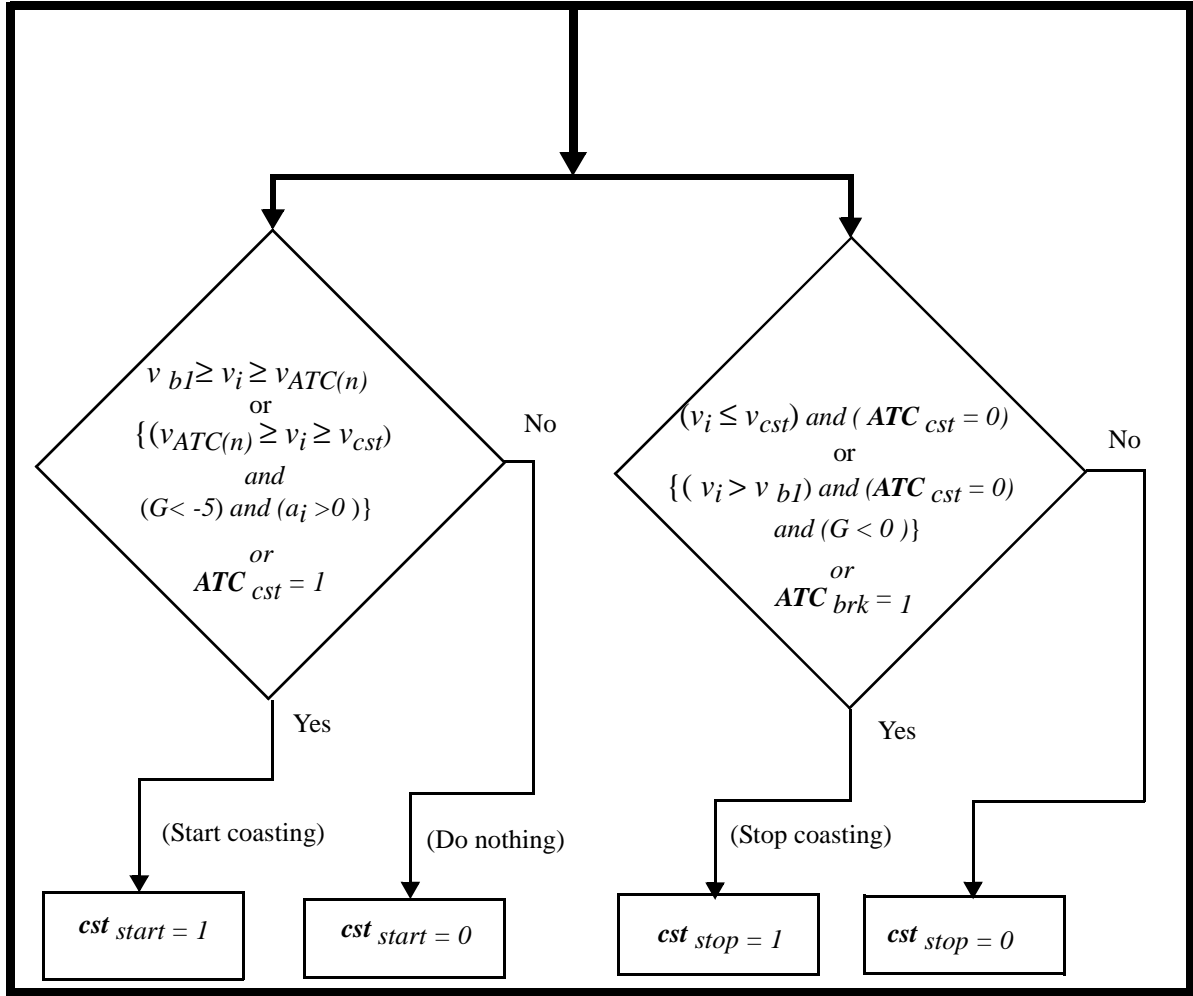 v b1 ≥ vi ≥ vATC(n)
or
{(vATC(n) ≥ vi ≥ vcst)
and
(G< -5) and (ai >0 )}
or
ATC cst = 1
No
Yes
(Start coasting)
(Do nothing)
cst start = 1
cst start = 0
(vi ≤ vcst) and ( ATC cst = 0)
or
{( vi > v b1) and (ATC cst = 0)
and (G < 0 )}
or
ATC brk = 1
No
Yes
(Stop coasting)
cst stop = 1
cst stop = 0